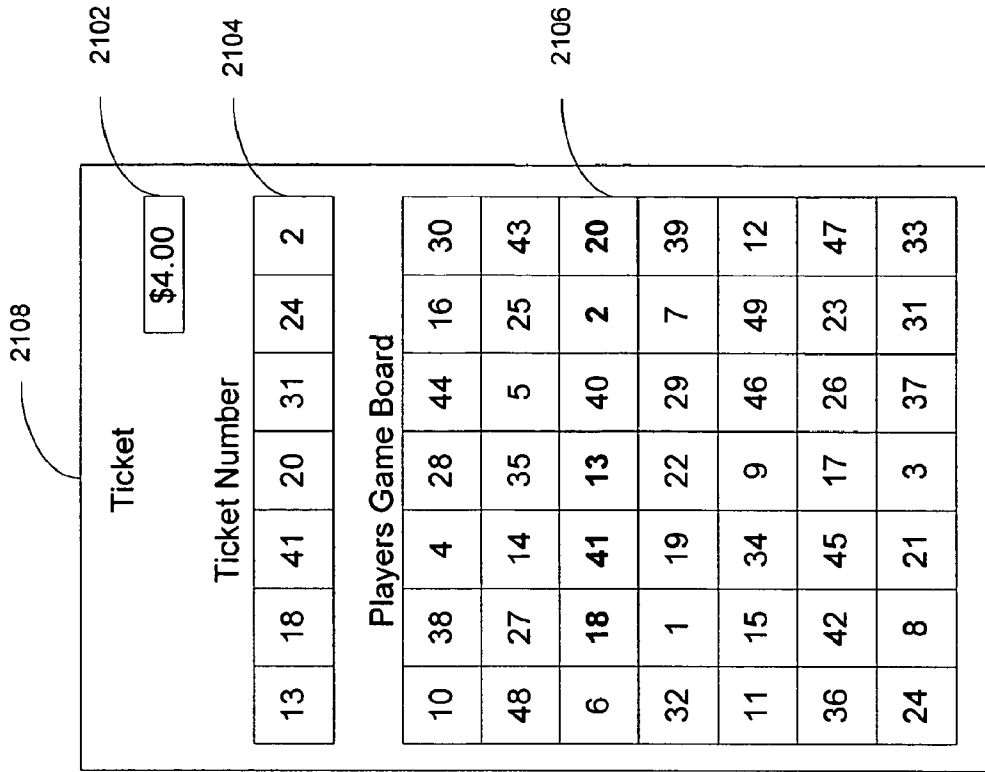 2108
Ticket
2102
$4.00
Ticket Number
2104
13 18 41 20 31 24 2
Players Game Board
10 38 4 28 44 16 30
48 27 14 35 5 25 43
2106
6 18 41 13 40 2 20
32 1 19 22 29 7 39
11 15 34 9 46 49 12
36 42 45 17 26 23 47
24 8 21 3 37 31 33